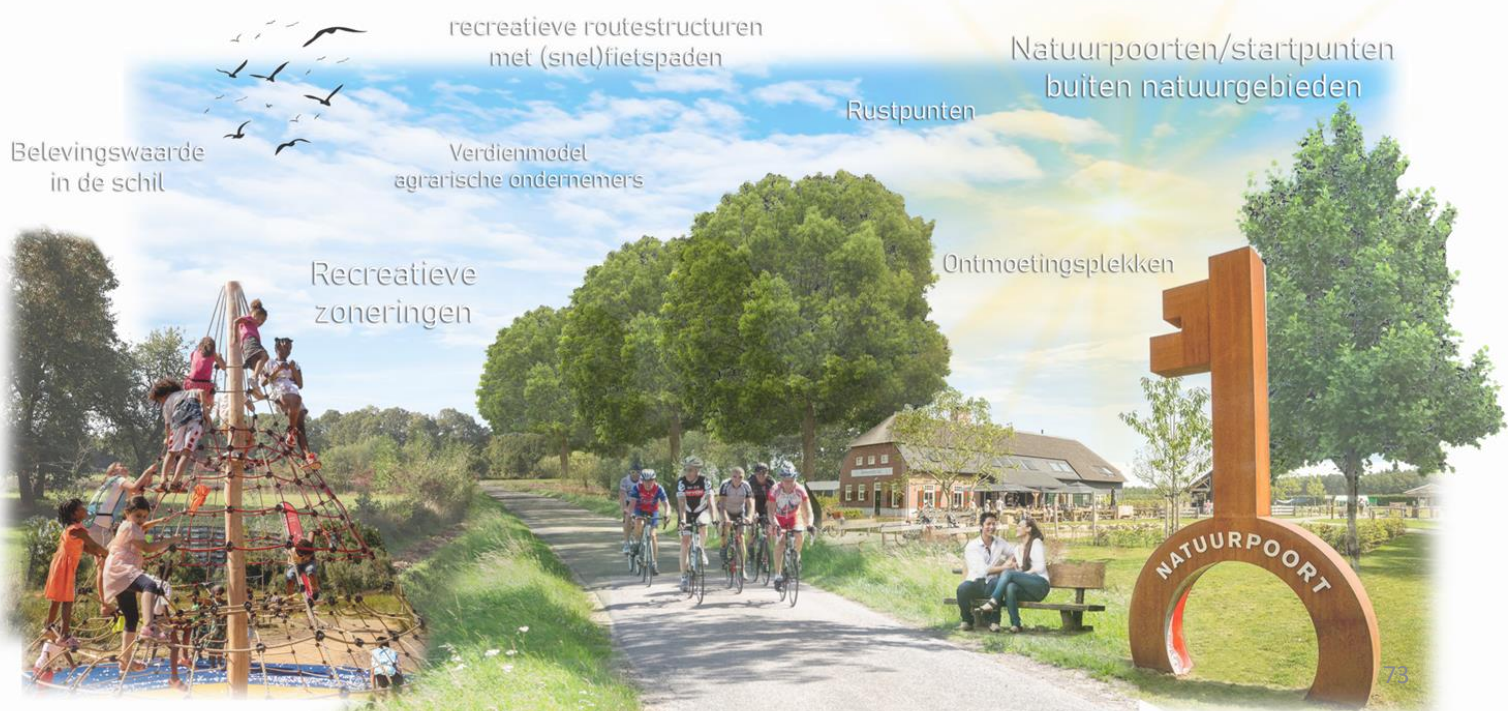 recreatieve routestructuren
met (snel)fietspaden
Natuurpoorten/startpunten
buiten natuurgebieden
Rustpunten
Belevingswaarde
in de schil
Verdienmodel
agrarische ondernemers
Recreatieve
zoneringen
Ontmoetingsplekken
NATUURPOORT
73